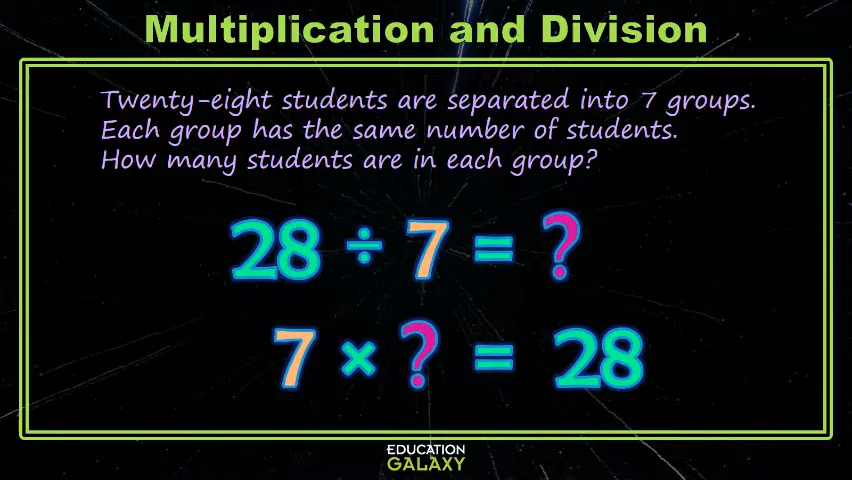 Multiplication and Division
Twenty-eight students are separated into 7 groups.
Each group has the same number of students.
How many students are in each group?
28 ÷ 7 = ?
7 × ? = 28
EDUCATION
GALAXY